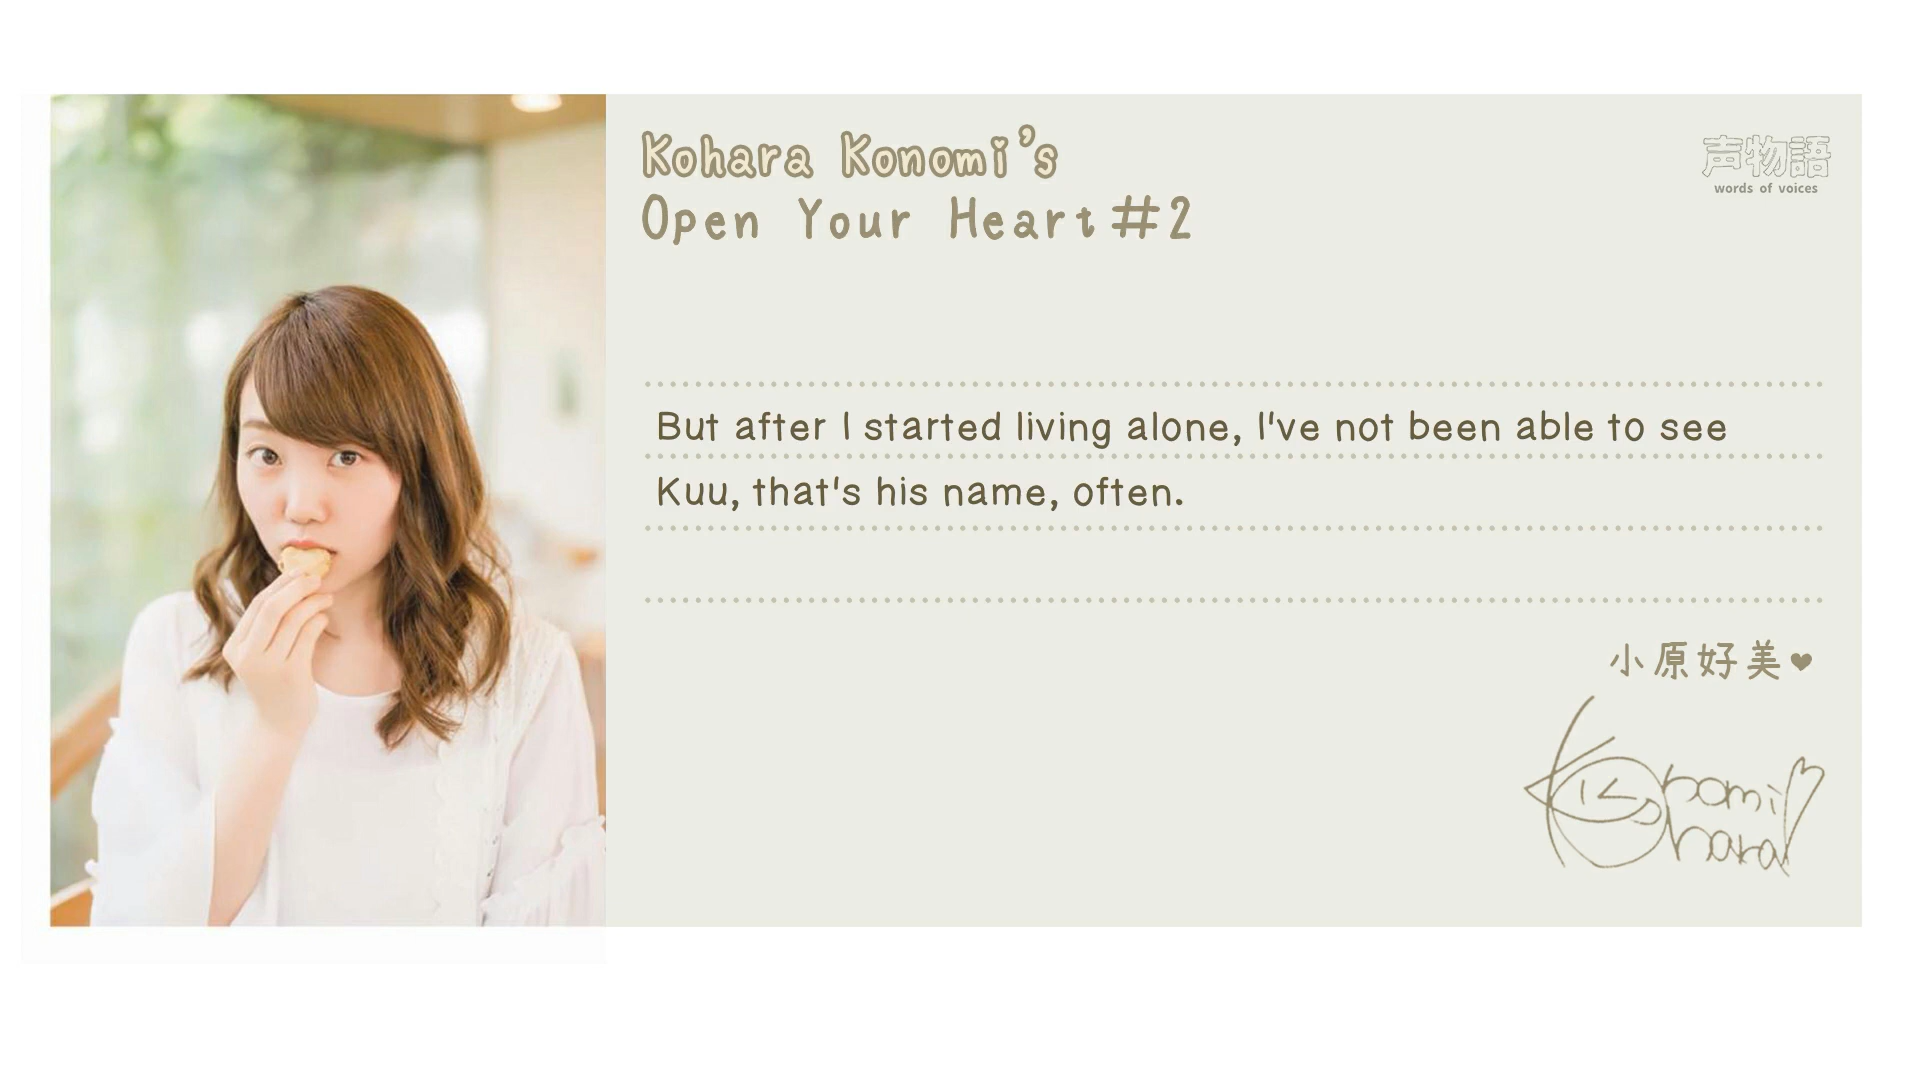 Kohara Konomi's
Open Your Heart #2
声物語
words of voices
But after I started living alone, I've not been able to see
Kuu, that's his name, often.
小原好美♥
Konomi
Kohara